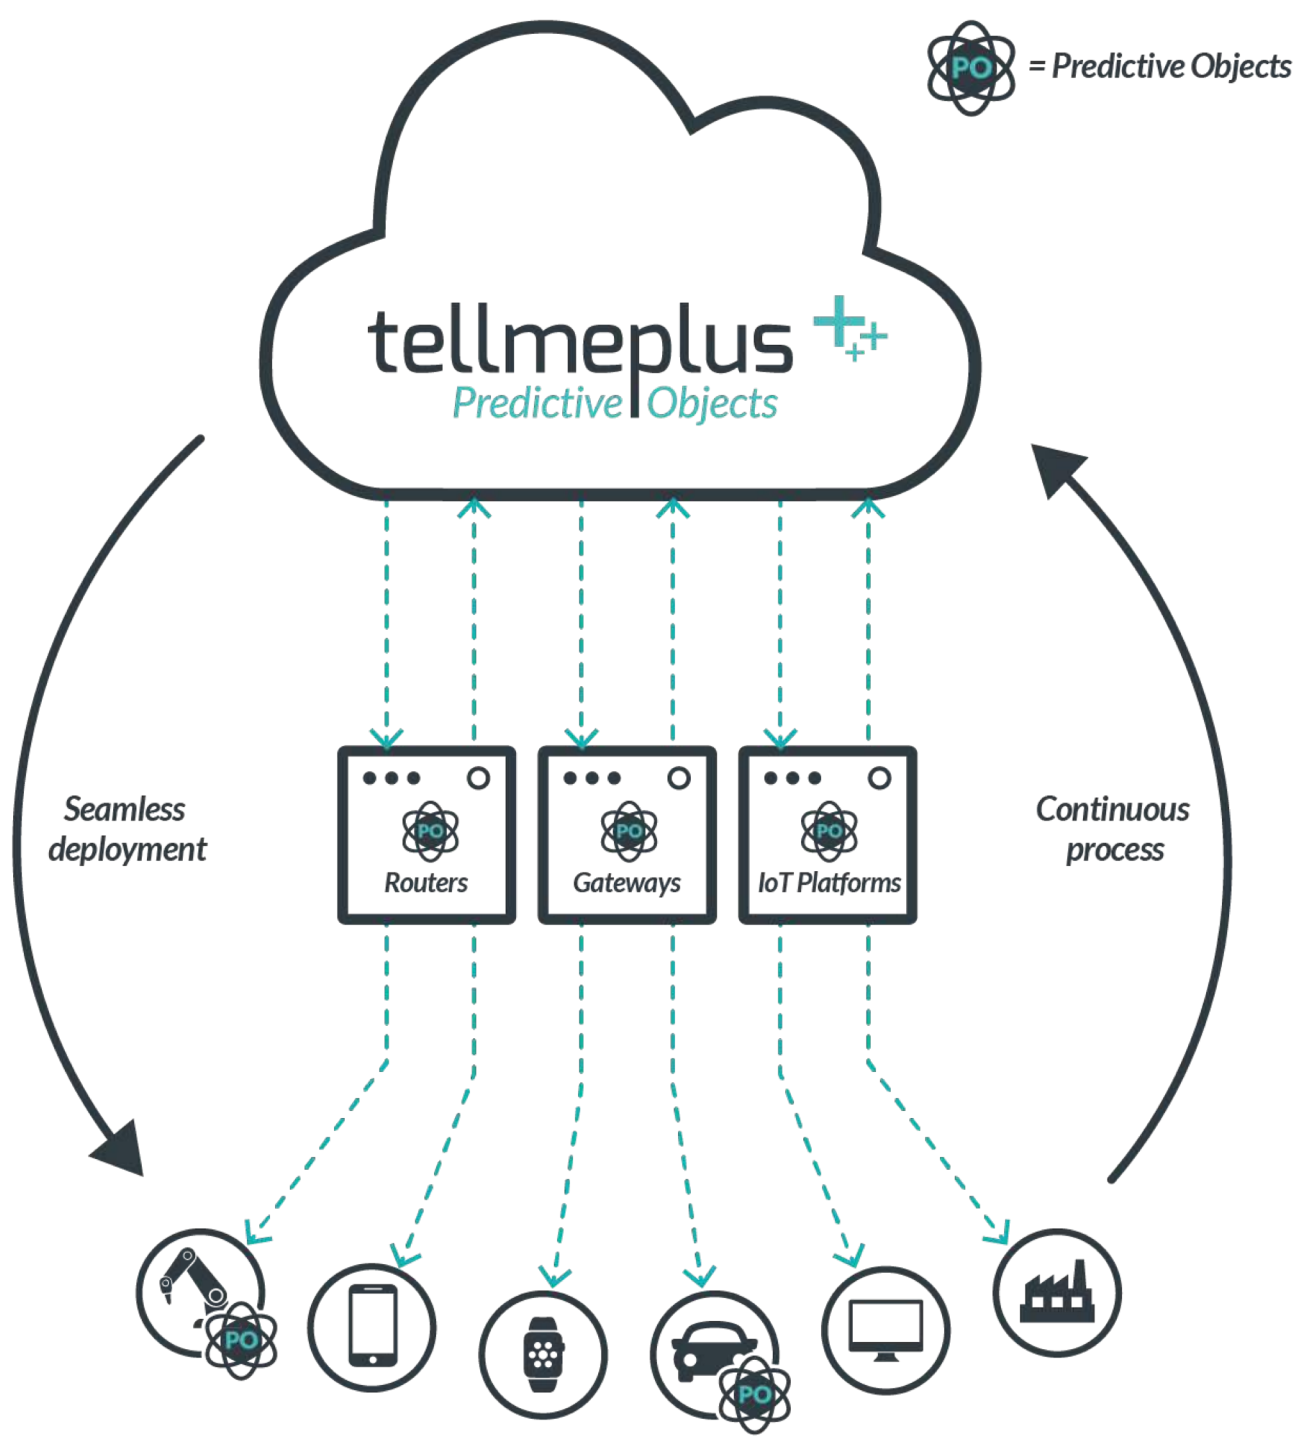 PO = Predictive Objects
tellmeplus
Predictive Objects
Seamless
deployment
Continuous
process
PO
Routers
PO
Gateways
PO
IoT Platforms
PO
PO